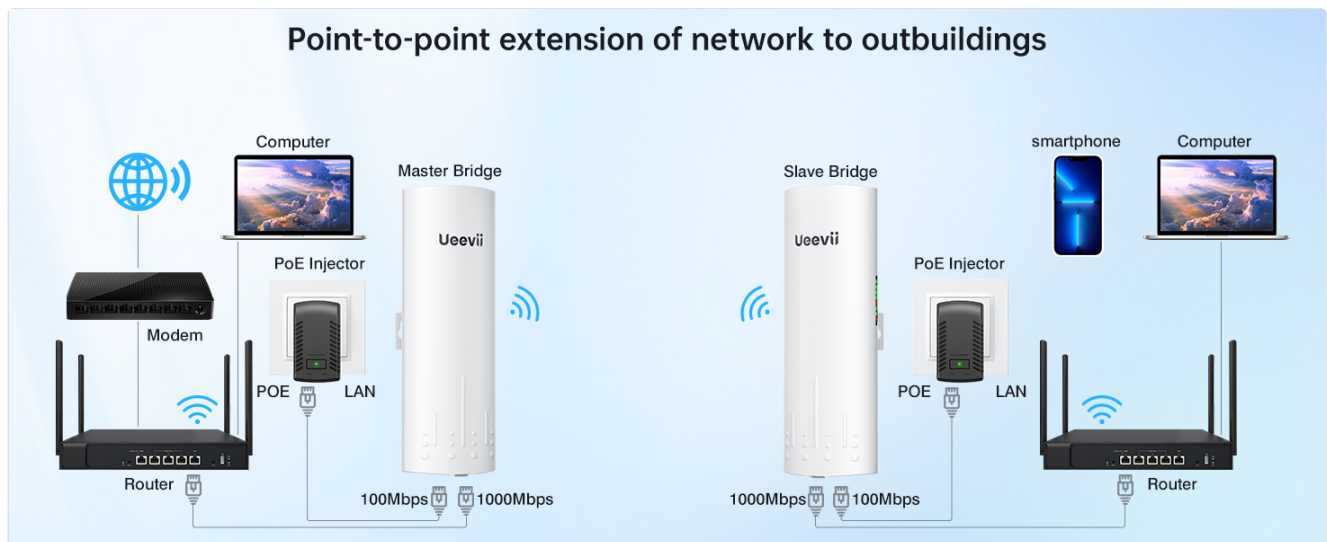 Point-to-point extension of network to outbuildings
Computer
Master Bridge
Ueevii
PoE Injector
Modem
POE
LAN
Router
100Mbps
1000Mbps
smartphone
Computer
Slave Bridge
Ueevii
PoE Injector
POE
LAN
Router
1000Mbps
100Mbps